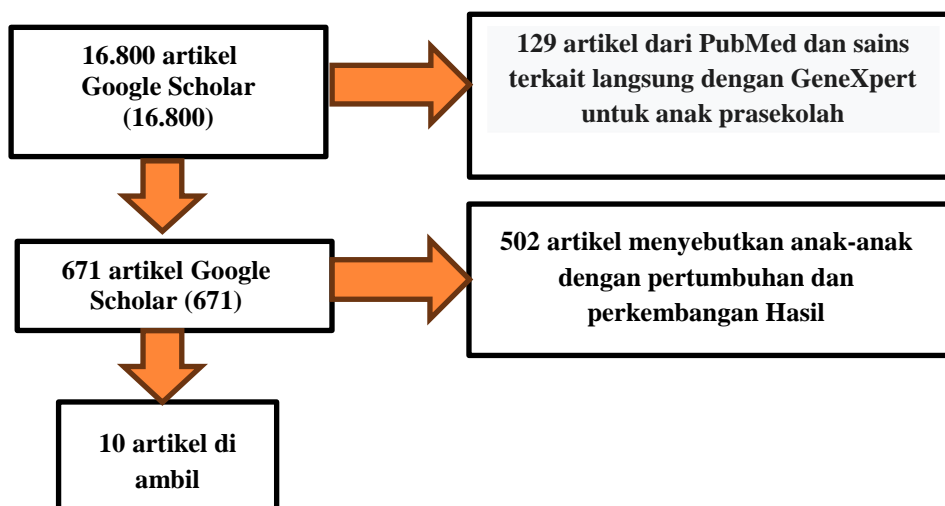 16.800 artikel
Google Scholar
(16.800)
129 artikel dari PubMed dan sains
terkait langsung dengan GeneXpert
untuk anak prasekolah
671 artikel Google
Scholar (671)
502 artikel menyebutkan anak-anak
dengan pertumbuhan dan
perkembangan Hasil
10 artikel di
ambil